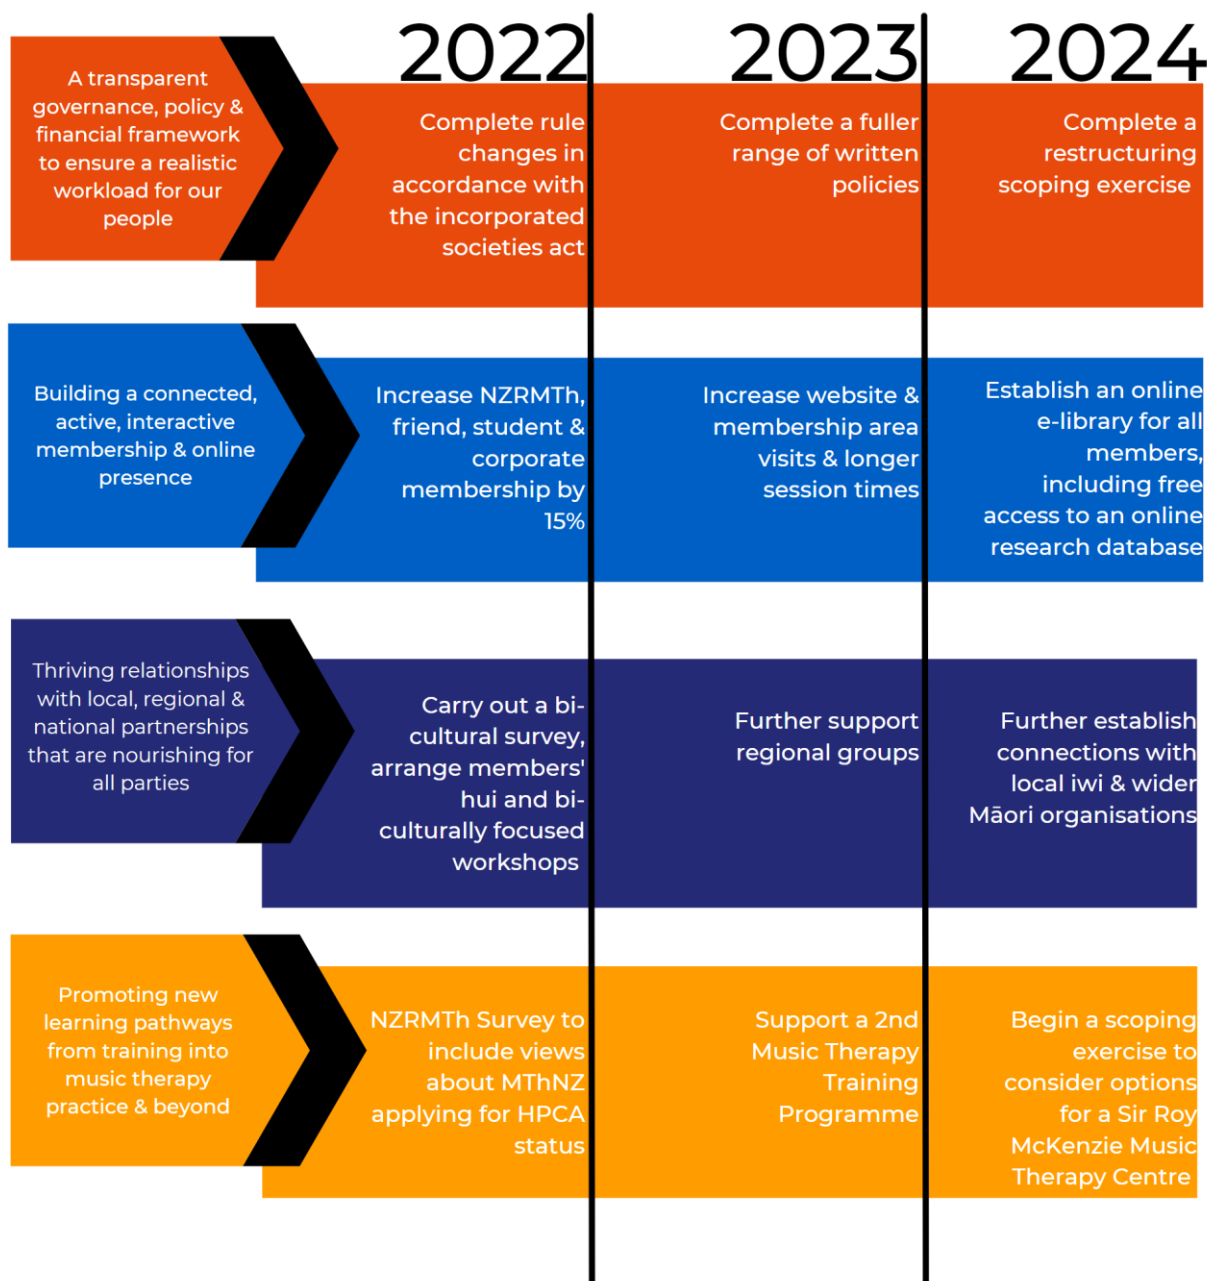 2022
2023
2024
A transparent
governance, policy &
financial framework
to ensure a realistic
workload for our
people
Complete rule
changes in
accordance with
the incorporated
societies act
Complete a fuller
range of written
policies
Complete a
restructuring
scoping exercise
Building a connected,
active, interactive
membership & online
presence
Increase NZRMTh,
friend, student &
corporate
membership by
15%
Increase website &
membership area
visits & longer
session times
Establish an online
e-library for all
members,
including free
access to an online
research database
Thriving relationships
with local, regional &
national partnerships
that are nourishing for
all parties
Carry out a bi-
cultural survey,
arrange members'
hui and bi-
culturally focused
workshops
Further support
regional groups
Further establish
connections with
local iwi & wider
Māori organisations
Promoting new
learning pathways
from training into
music therapy
practice & beyond
NZRMTh Survey to
include views
about MThNZ
applying for HPCA
status
Support a 2nd
Music Therapy
Training
Programme
Begin a scoping
exercise to
consider options
for a Sir Roy
McKenzie Music
Therapy Centre